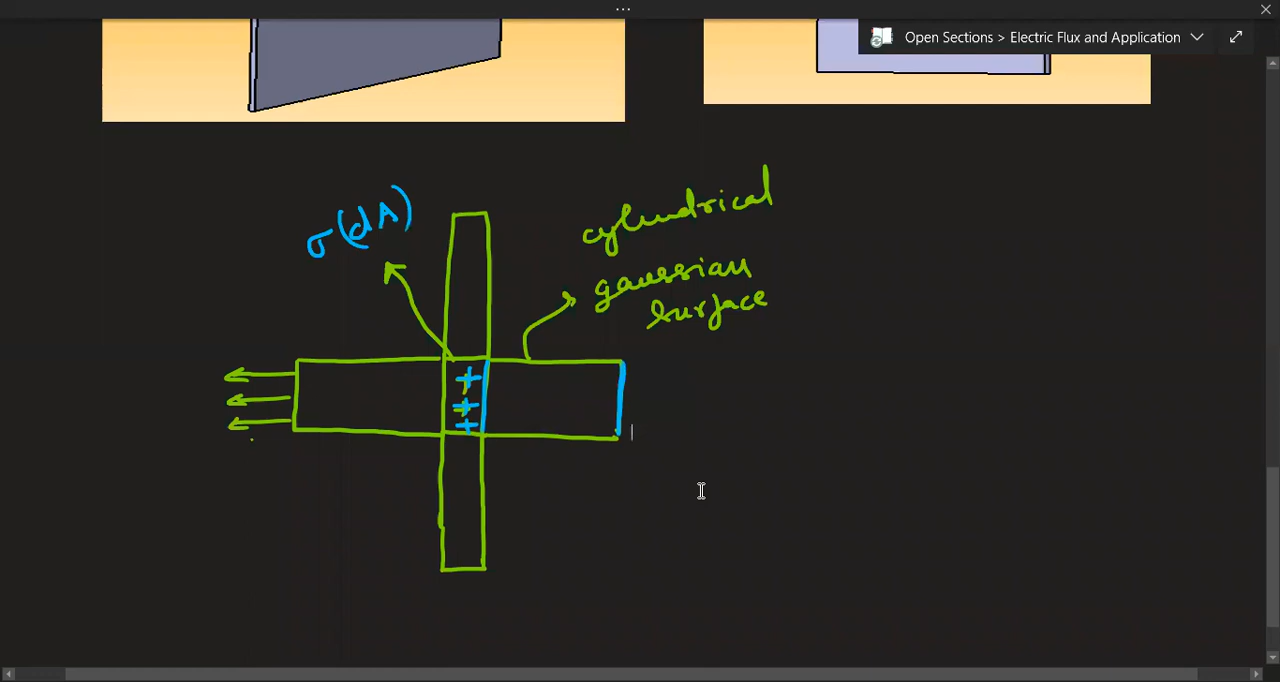 Open Sections > Electric Flux and Application
σ(dA)
cylindrical
gaussian
surface
+
+
+